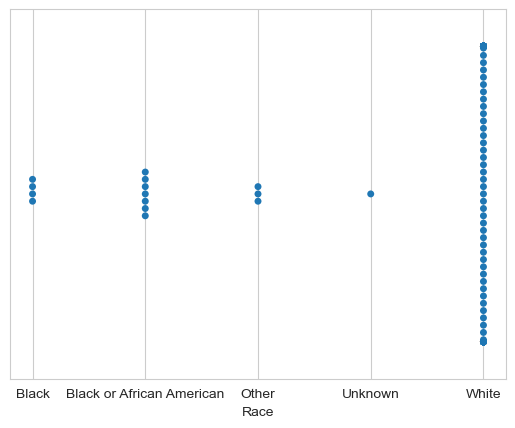 Black Black or African American Other Unknown White
Race